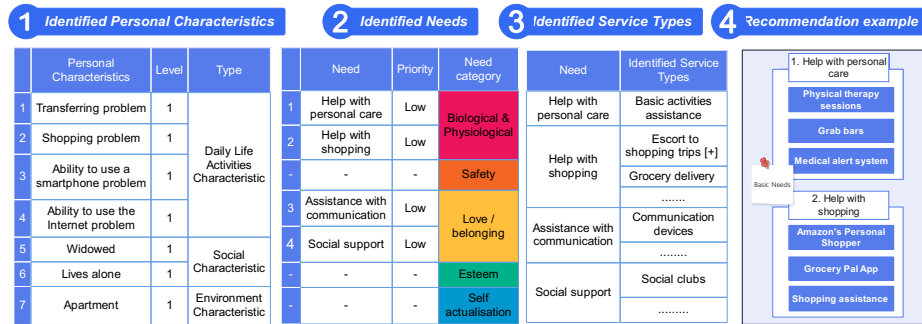 1 Identified Personal Characteristics
2 Identified Needs
3 Identified Service Types
4 Recommendation example
Personal
Characteristics
Level
Type
1 Transferring problem 1
2 Shopping problem 1
3 Ability to use a
smartphone problem 1
4 Ability to use the
Internet problem 1
Daily Life
Activities
Characteristic
5 Widowed 1
6 Lives alone 1
Social
Characteristic
7 Apartment 1
Environment
Characteristic
Need
Priority
Need
category
1 Help with
personal care Low
2 Help with
shopping Low
Biological &
Physiological
- - - Safety
3 Assistance with
communication Low
4 Social support Low
Love /
belonging
- - - Esteem
- - - Self
actualisation
Need
Identified Service
Types
Help with
personal care
Basic activities
assistance
Help with
shopping
Escort to
shopping trips [+]
Grocery delivery
.......
Assistance with
communication
Communication
devices
........
Social support
Social clubs
.........
Basic Needs
1. Help with personal
care
Physical therapy
sessions
Grab bars
Medical alert system
2. Help with
shopping
Amazon's Personal
Shopper
Grocery Pal App
Shopping assistance